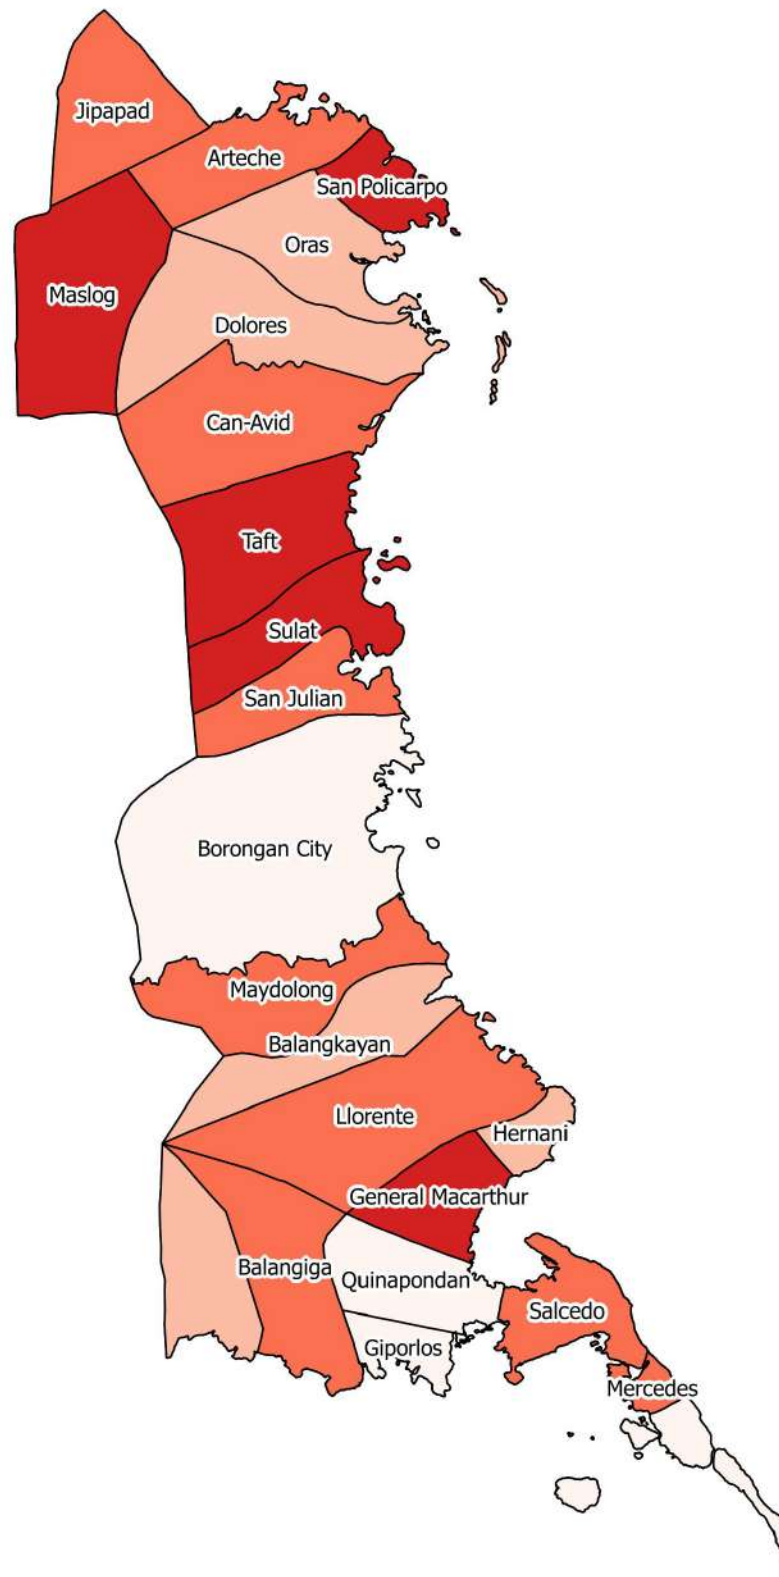 Jipapad
Arteche
San Policarpo
Oras
Maslog
Dolores
Can-Avid
Taft
Sulat
San Julian
Borongan City
Maydolong
Balangkayan
Llorente
Hernani
General Macarthur
Balangiga
Quinapondan
Salcedo
Giporlos
Mercedes